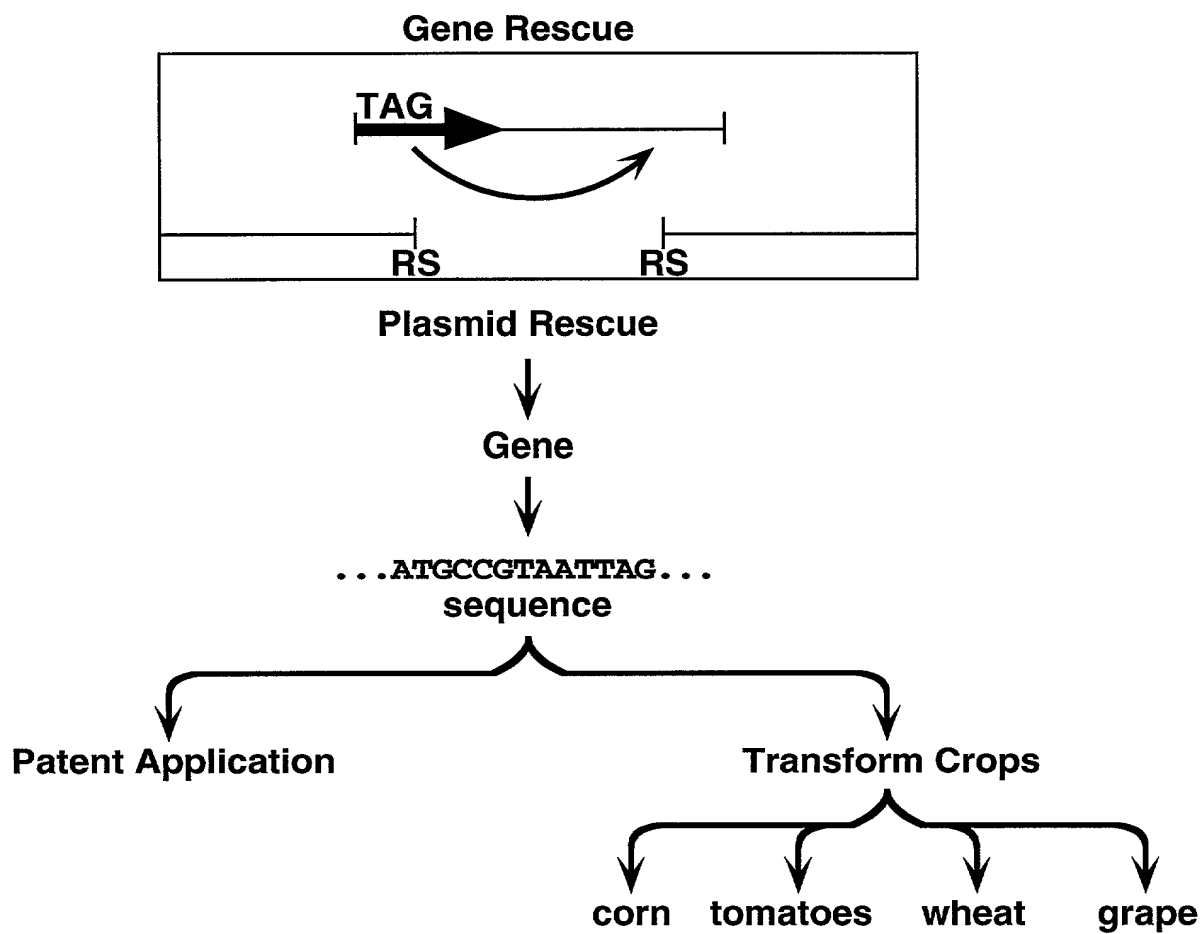 Gene Rescue
TAG
RS RS
Plasmid Rescue
Gene
...ATGCCGTAATTAG...
sequence
Patent Application Transform Crops
corn tomatoes wheat grape